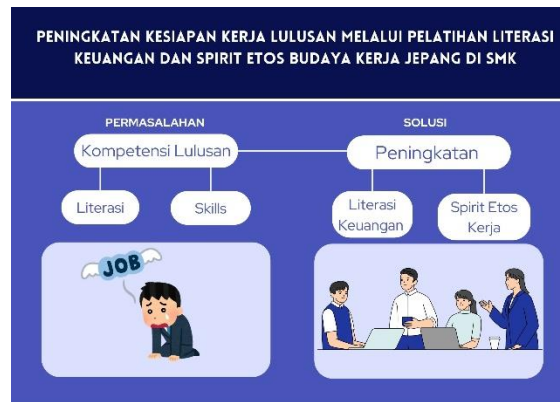 PENINGKATAN KESIAPAN KERJA LULUSAN MELALUI PELATIHAN LITERASI
KEUANGAN DAN SPIRIT ETOS BUDAYA KERJA JEPANG DI SMK
PERMASALAHAN
Kompetensi Lulusan
Literasi
Skills
JOB
SOLUSI
Peningkatan
Literasi
Keuangan
Spirit Etos
Kerja